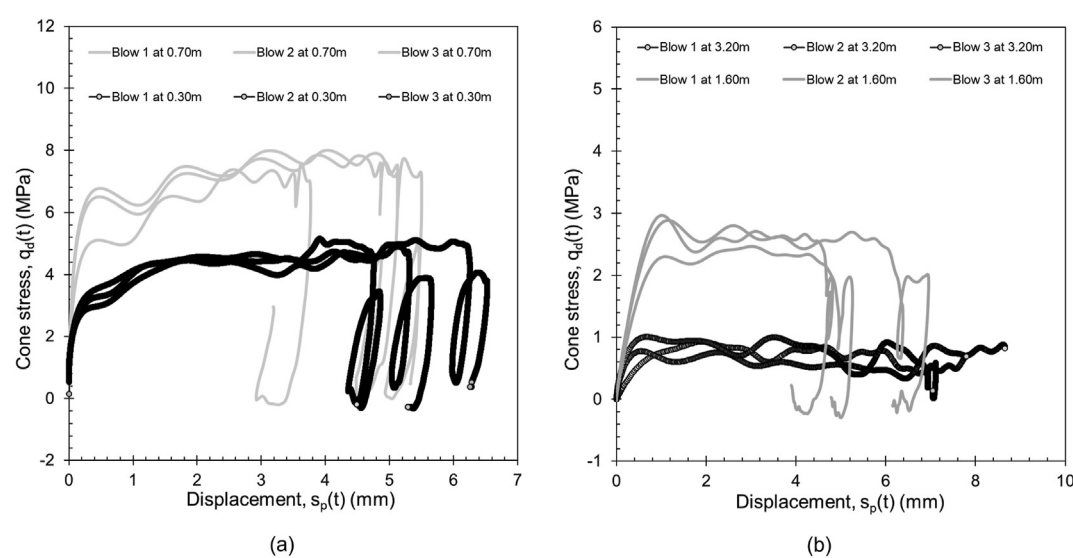 12
10
8
6
4
2
0
-2
Cone stress, qd(t) (MPa)
Blow 1 at 0.70m Blow 2 at 0.70m Blow 3 at 0.70m
Blow 1 at 0.30m Blow 2 at 0.30m Blow 3 at 0.30m
0 1 2 3 4 5 6 7
Displacement, sp(t) (mm)
(a)
6
5
4
3
2
1
0
-1
Cone stress, qd(t) (MPa)
Blow 1 at 3.20m Blow 2 at 3.20m Blow 3 at 3.20m
Blow 1 at 1.60m Blow 2 at 1.60m Blow 3 at 1.60m
0 2 4 6 8 10
Displacement, sp(t) (mm)
(b)